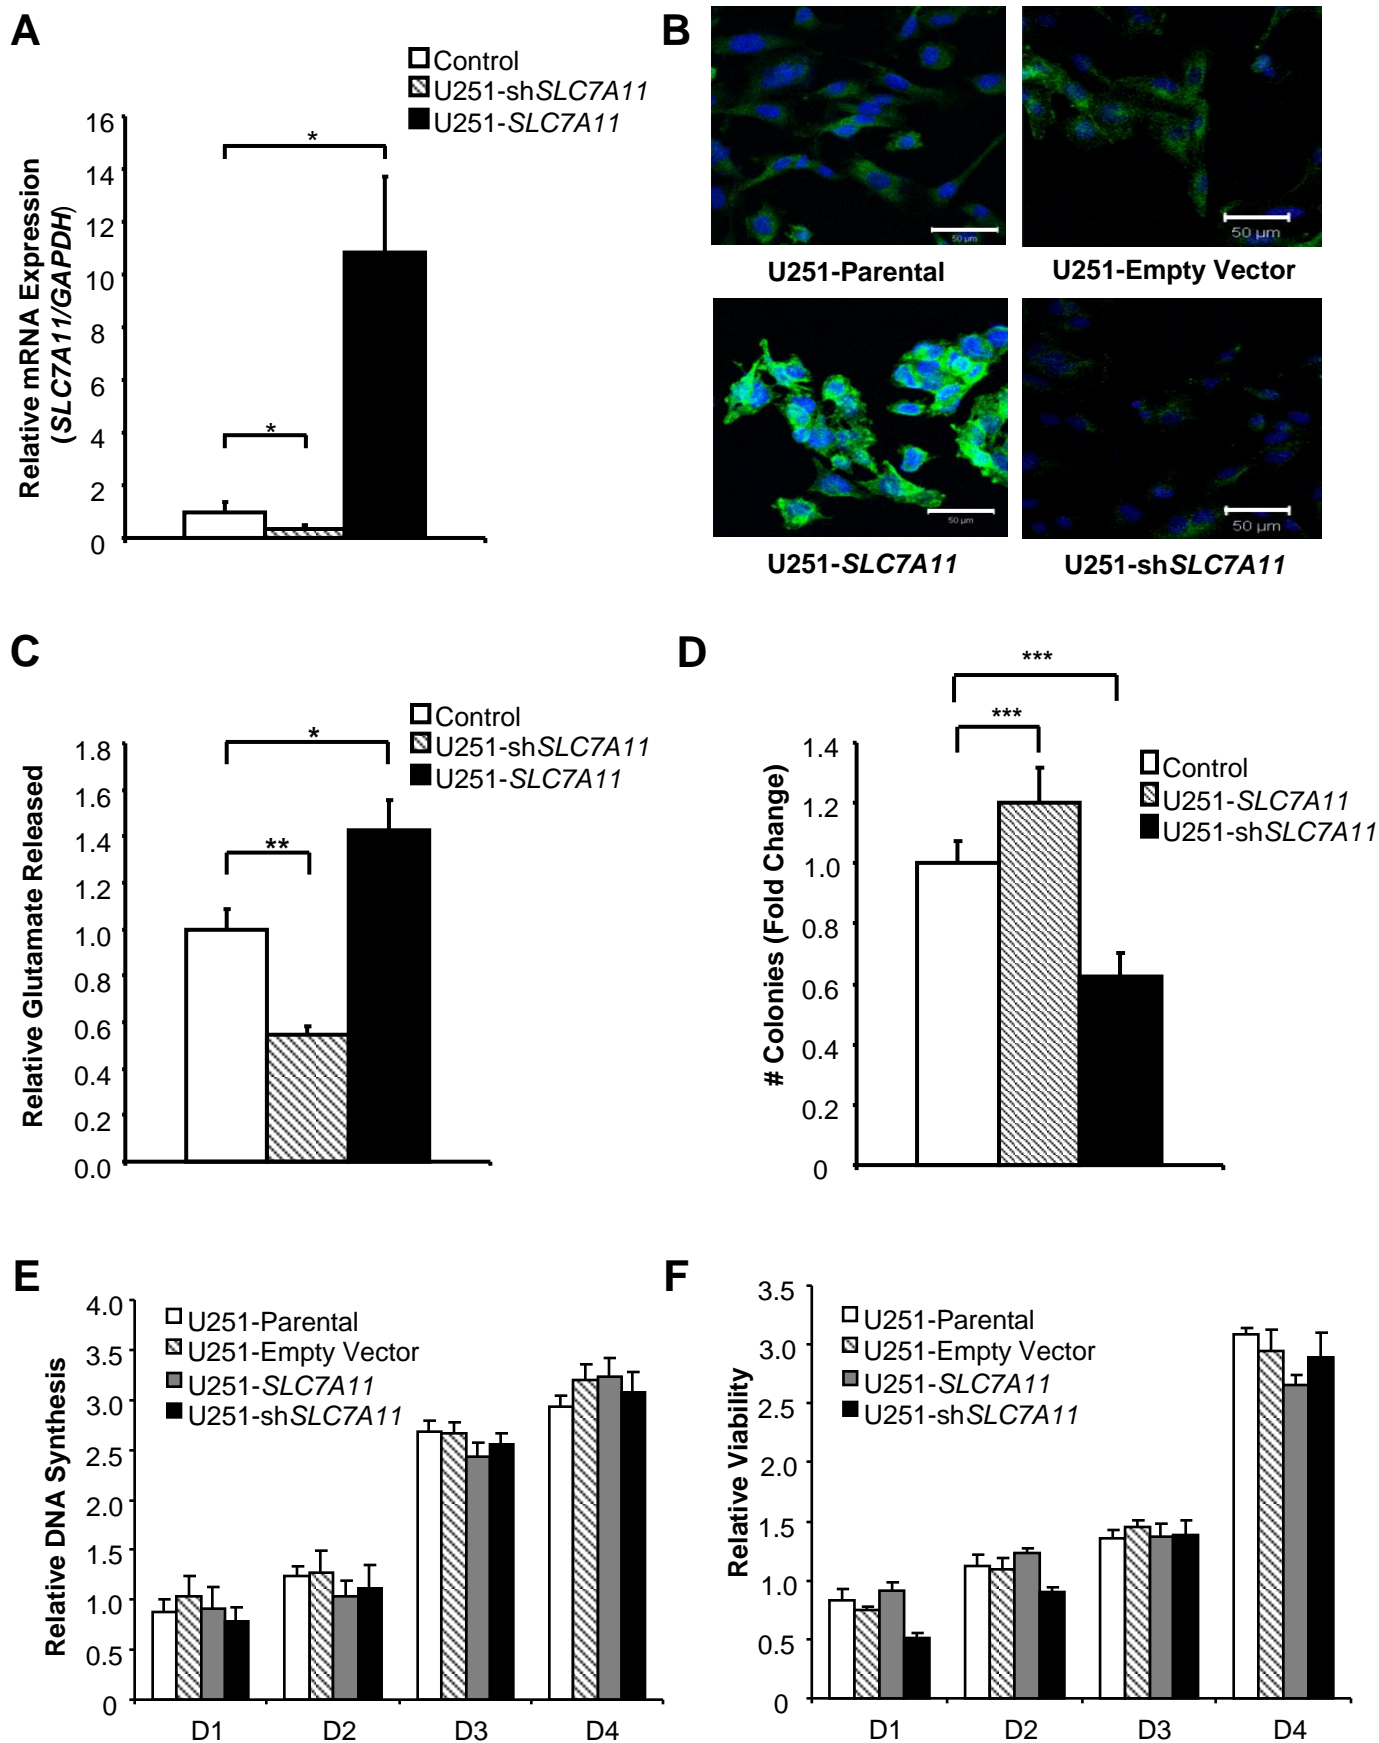 A
Control
U251-shSLC7A11
U251-SLC7A11
*
*
Relative mRNA Expression
(SLC7A11/GAPDH)
16
14
12
10
8
6
4
2
0
B
50 µm
50 µm
U251-Parental
U251-Empty Vector
50 µm
50 µm
U251-SLC7A11
U251-shSLC7A11
C
Control
U251-shSLC7A11
U251-SLC7A11
*
**
Relative Glutamate Released
1.8
1.6
1.4
1.2
1.0
0.8
0.6
0.4
0.2
0.0
D
***
***
Control
U251-SLC7A11
U251-shSLC7A11
# Colonies (Fold Change)
1.4
1.2
1.0
0.8
0.6
0.4
0.2
0
E
U251-Parental
U251-Empty Vector
U251-SLC7A11
U251-shSLC7A11
Relative DNA Synthesis
4.0
3.5
3.0
2.5
2.0
1.5
1.0
0.5
0
D1 D2 D3 D4
F
U251-Parental
U251-Empty Vector
U251-SLC7A11
U251-shSLC7A11
Relative Viability
3.5
3.0
2.5
2.0
1.5
1.0
0.5
0
D1 D2 D3 D4